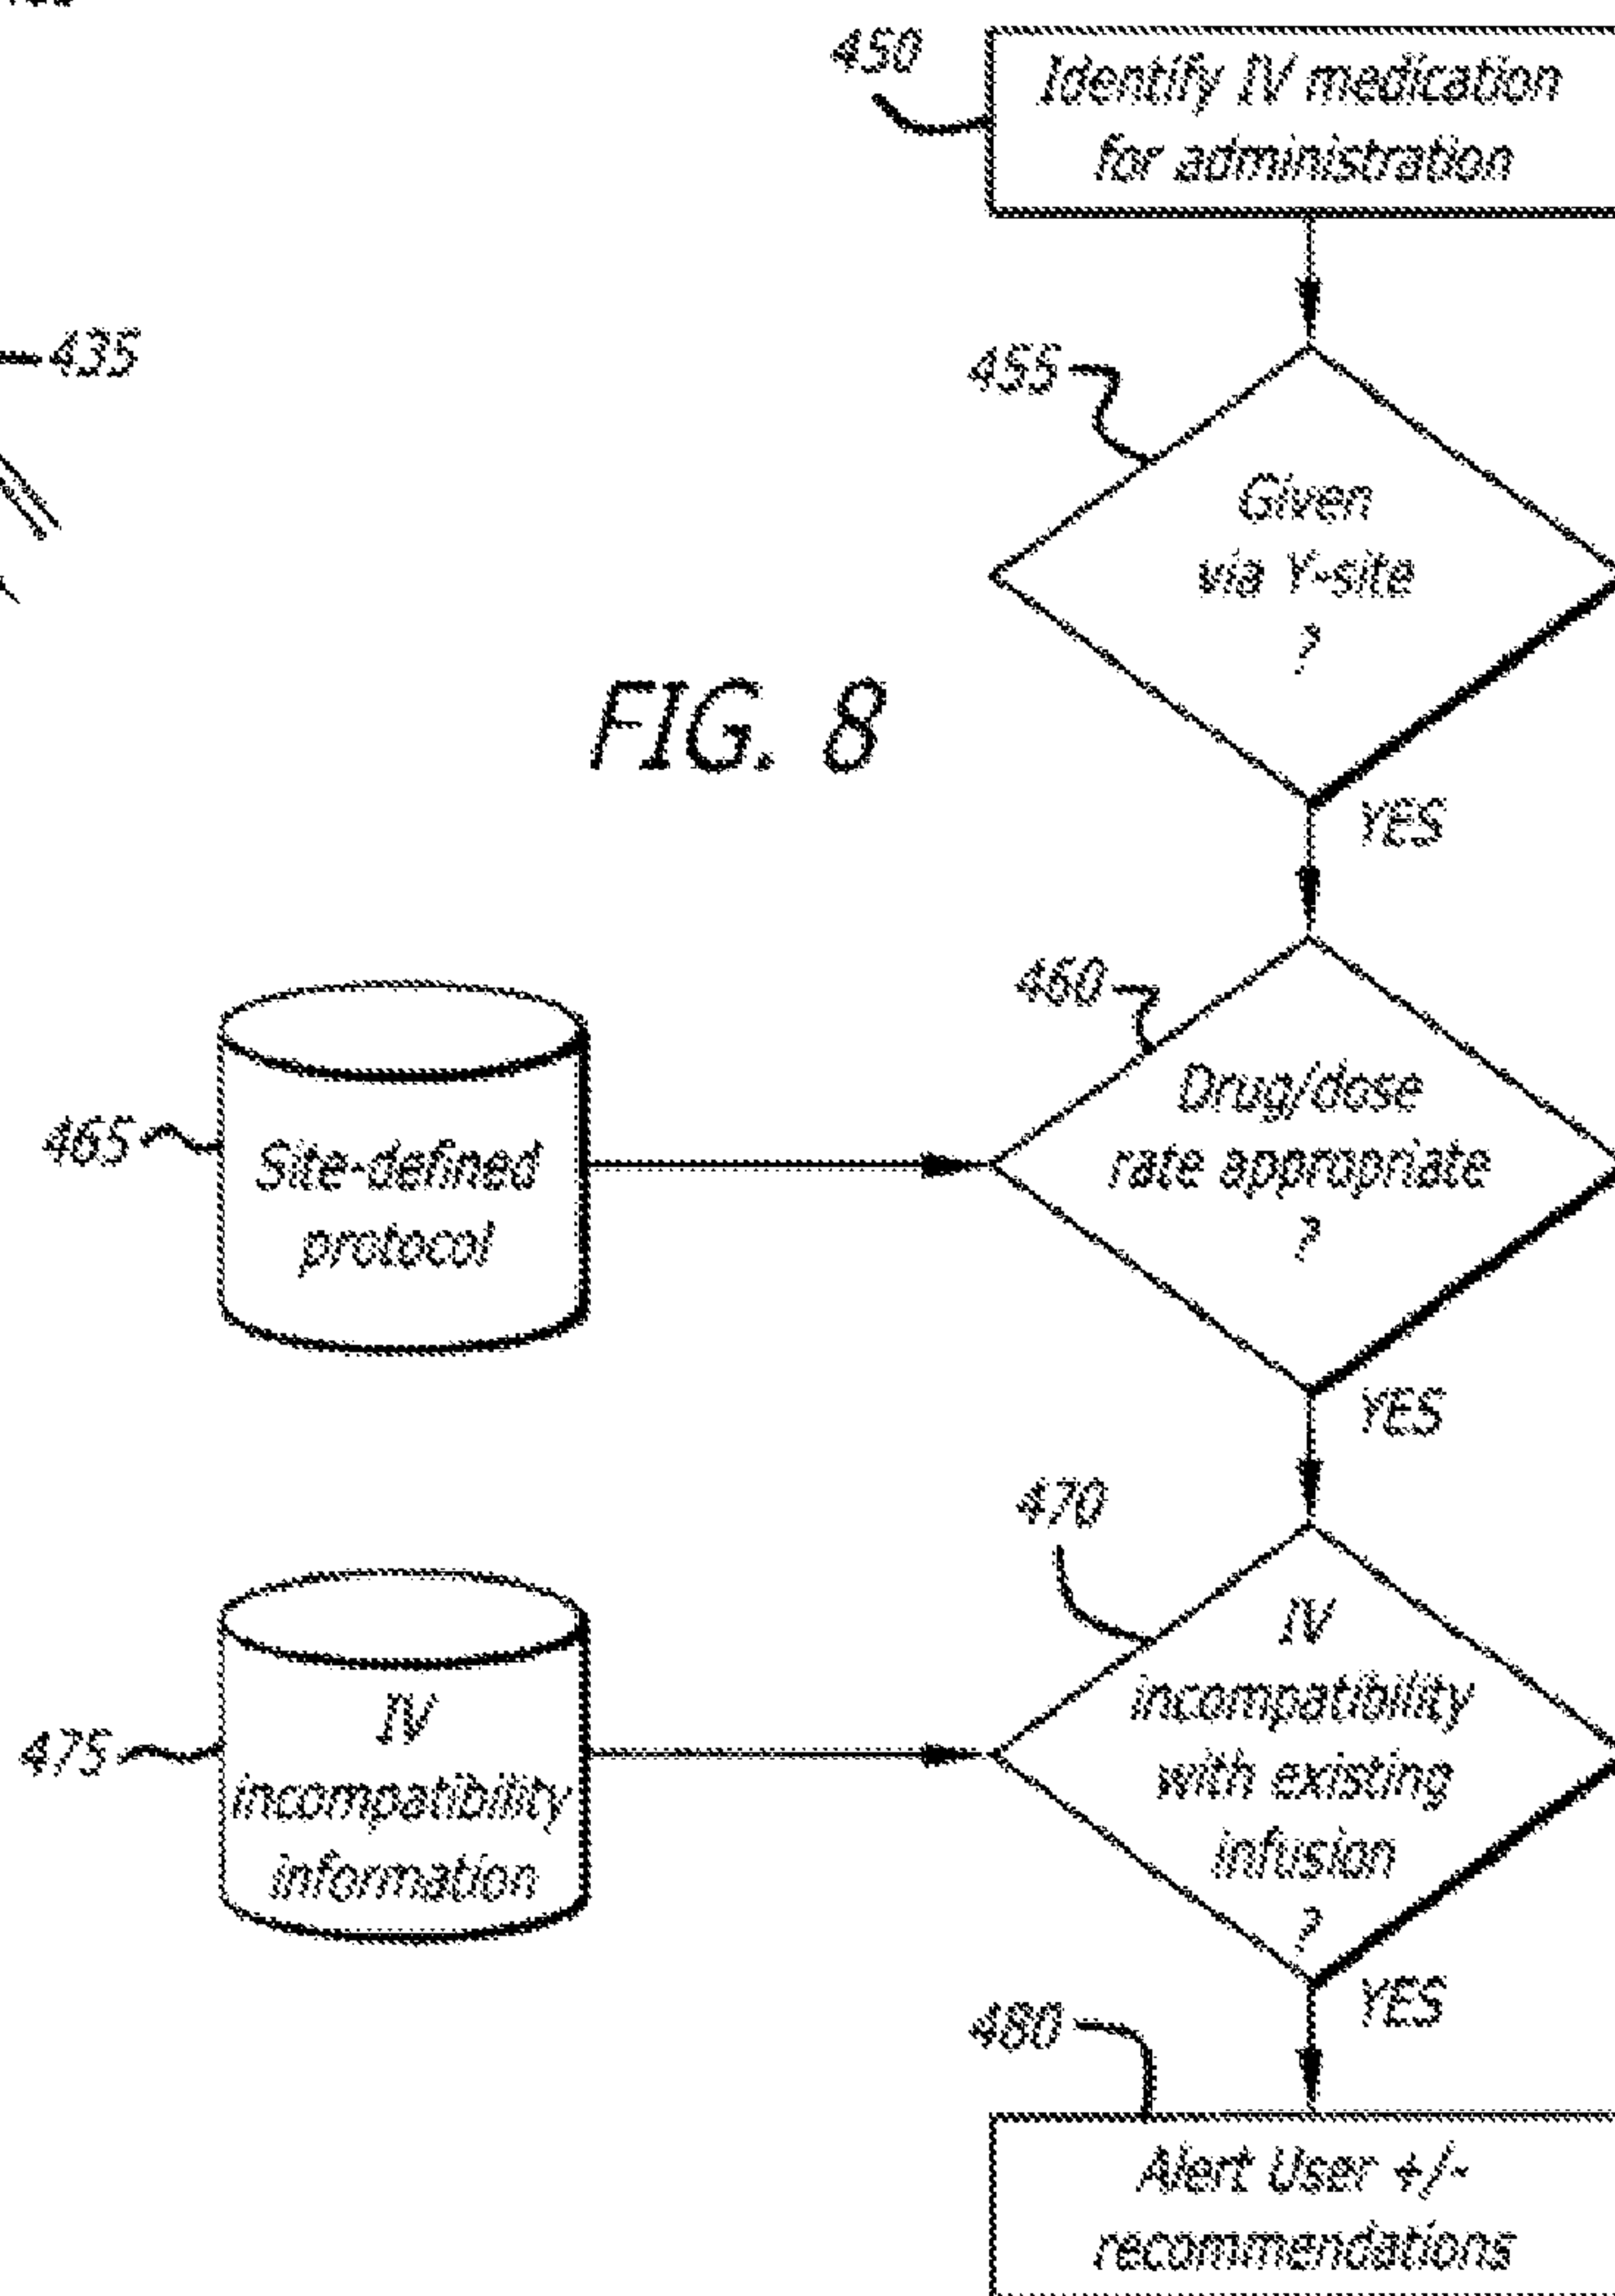 450
Identify IV medication
for administration
435
455
Given
via Y-site
?
FIG. 8
YES
460
Drug/dose
rate appropriate
?
465
Site-defined
protocol
YES
470
IV
incompatibility
with existing
infusion
?
475
IV
incompatibility
information
YES
480
Alert User +/-
recommendations